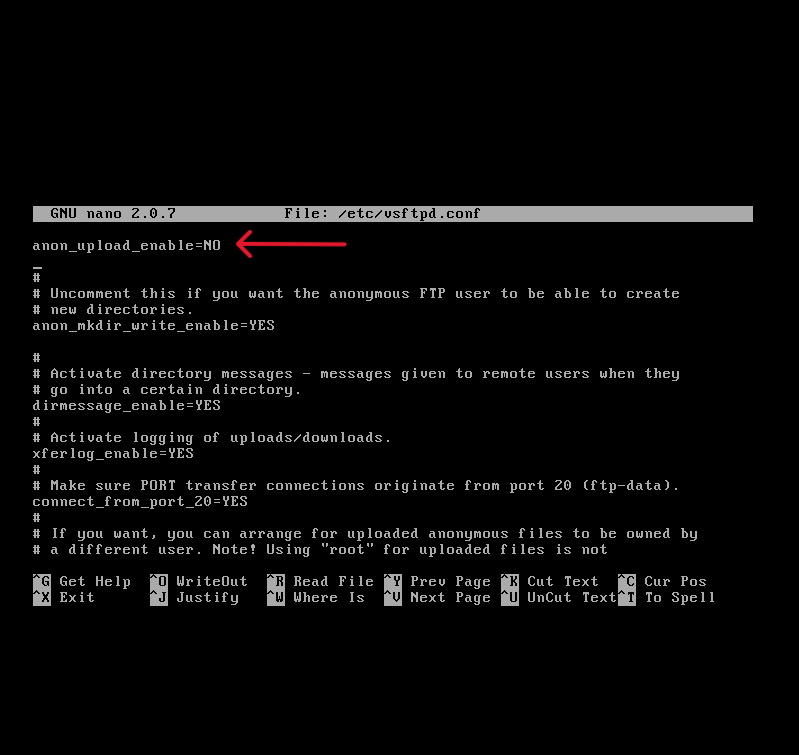 GNU nano 2.0.7 File: /etc/vsftpd.conf
anon_upload_enable=NO
#
# Uncomment this if you want the anonymous FTP user to be able to create
# new directories.
anon_mkdir_write_enable=YES
#
# Activate directory messages - messages given to remote users when they
# go into a certain directory.
dirmessage_enable=YES
#
# Activate logging of uploads/downloads.
xferlog_enable=YES
#
# Make sure PORT transfer connections originate from port 20 (ftp-data).
connect_from_port_20=YES
#
# If you want, you can arrange for uploaded anonymous files to be owned by
# a different user. Note! Using "root" for uploaded files is not
^G Get Help ^O WriteOut ^R Read File ^Y Prev Page ^K Cut Text ^C Cur Pos
^X Exit ^J Justify ^W Where Is ^V Next Page ^U UnCut Text ^T To Spell